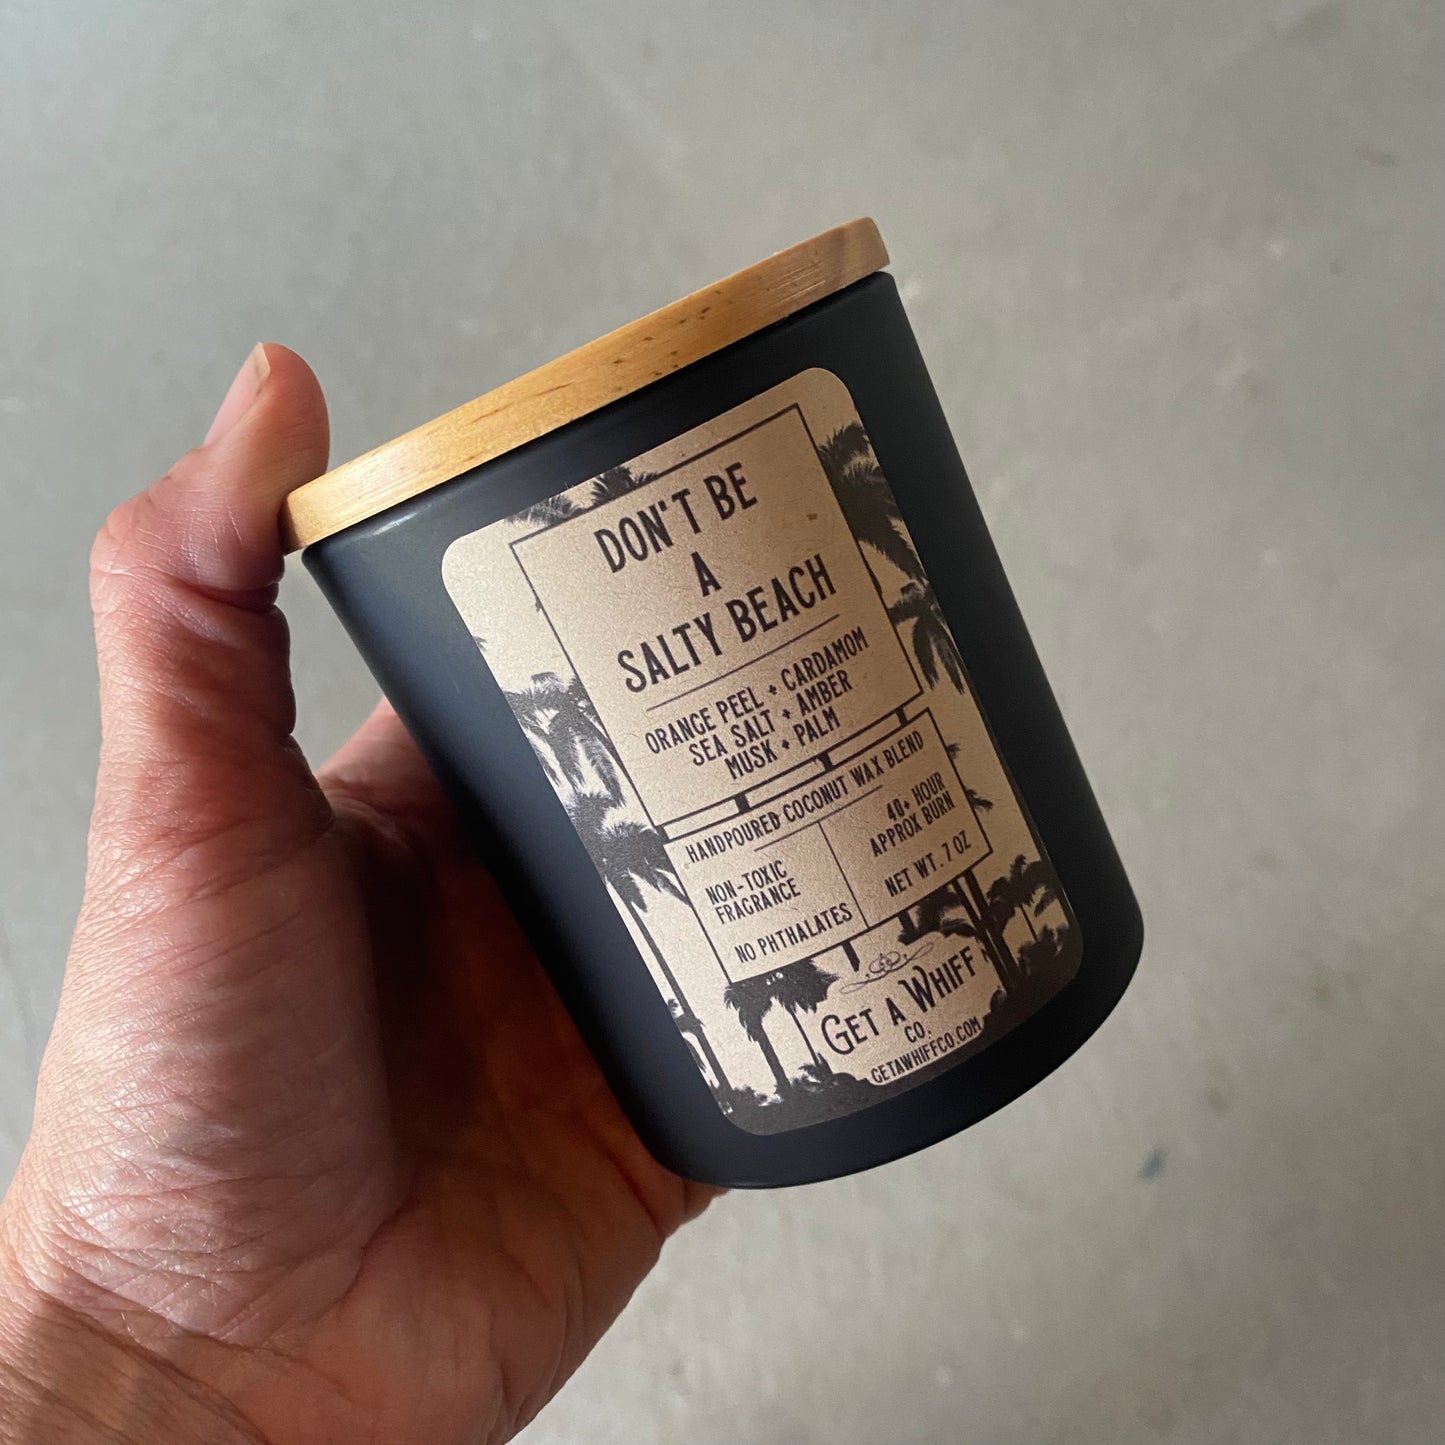 DON'T BE
A
SALTY BEACH
ORANGE PEEL + CARDAMOM
SEA SALT + AMBER
MUSK + PALM
HANDPOURED COCONUT WAX BLEND
NON-TOXIC
FRAGRANCE
NO PHTHALATES
40+ HOUR
APPROX BURN
NET WT. 7 OZ
GET A WHIFF
CO.
GETAWHIFFCO.COM